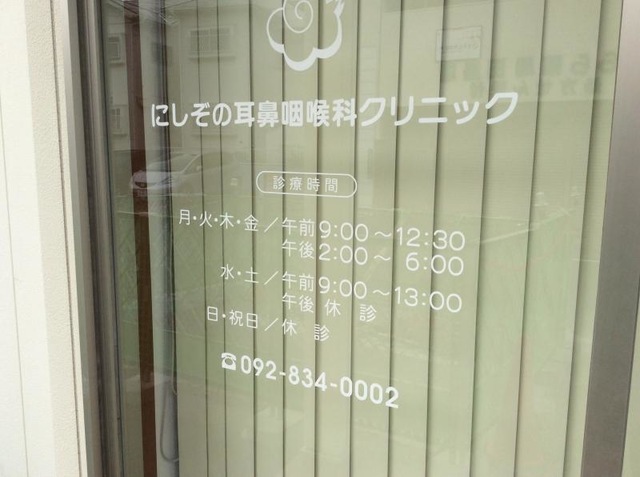 にしぞの耳鼻咽喉科クリニック
診療時間
月・火・木・金／午前9:00～12:30
午後2:00～ 6:00
水・土／午前9:00～13:00
午後 休 診
日・祝日／休 診
☎092-834-0002